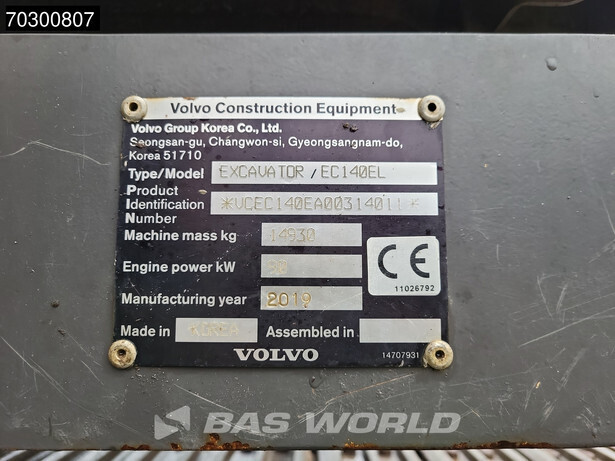 70300807
Volvo Construction Equipment
Volvo Group Korea Co., Ltd.
Seongsan-gu, Changwon-si, Gyeongsangnam-do,
Korea 51710
Type/Model EXCAVATOR / EC140EL
Product
Identification *VCEC140EA00314011*
Number
Machine mass kg 14930
Engine power kW
CE
11026792
Manufacturing year 2019
Made in KOREA Assembled in
VOLVO
14707931
BAS WORLD